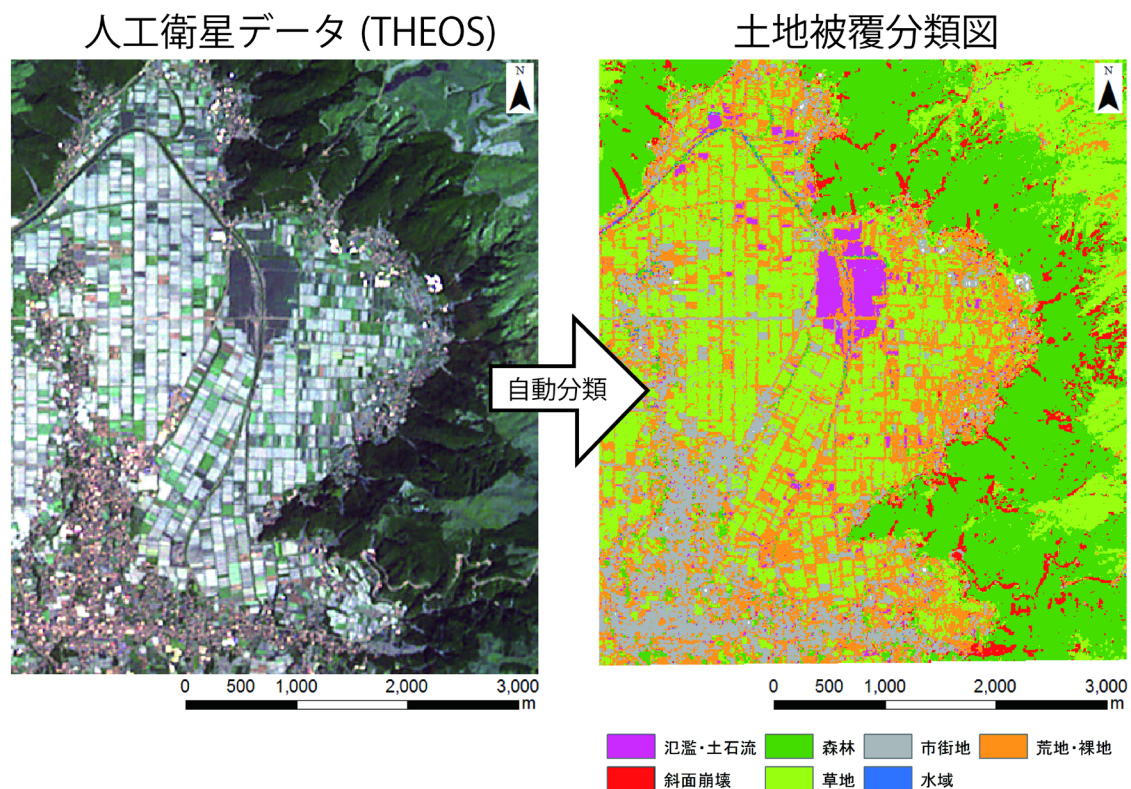 人工衛星データ (THEOS)
土地被覆分類図
N
N
自動分類
0 500 1,000 2,000 3,000
m
0 500 1,000 2,000 3,000
m
氾濫・土石流
森林
市街地
荒地・裸地
斜面崩壊
草地
水域